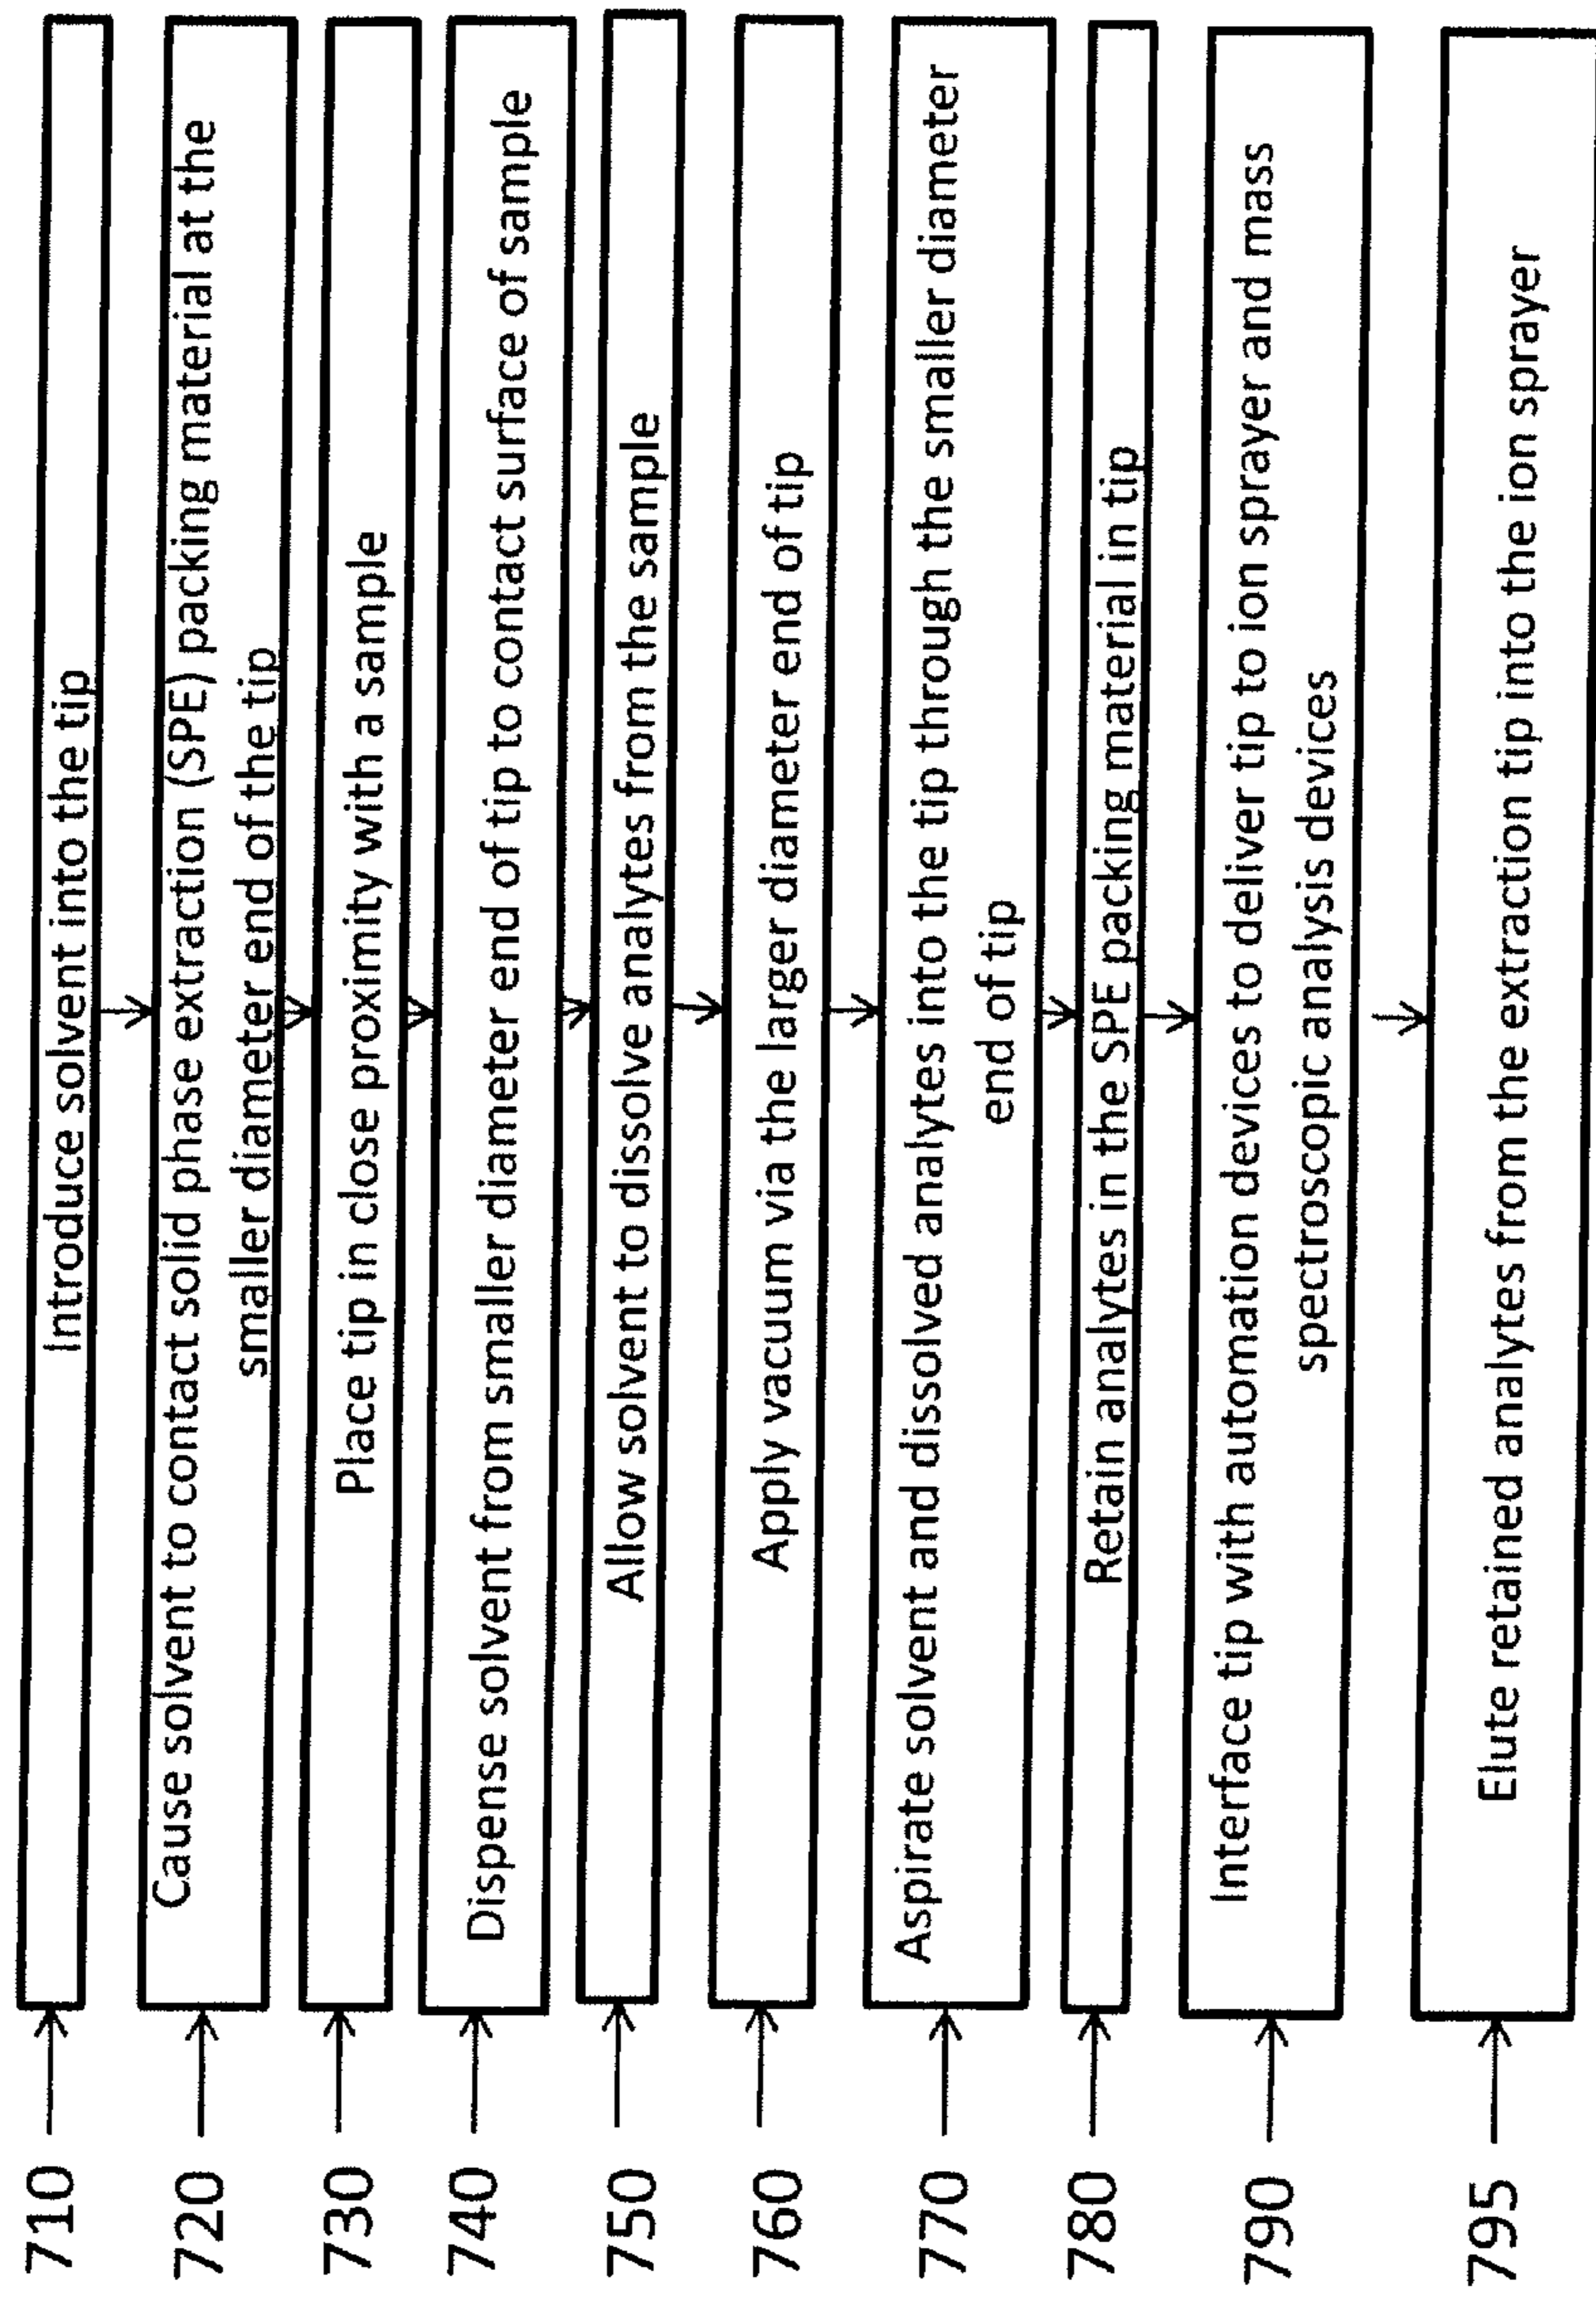 710
Introduce solvent into the tip
720
Cause solvent to contact solid phase extraction (SPE) packing material at the
smaller diameter end of the tip
730
Place tip in close proximity with a sample
740
Dispense solvent from smaller diameter end of tip to contact surface of sample
750
Allow solvent to dissolve analytes from the sample
760
Apply vacuum via the larger diameter end of tip
770
Aspirate solvent and dissolved analytes into the tip through the smaller diameter
end of tip
780
Retain analytes in the SPE packing material in tip
790
Interface tip with automation devices to deliver tip to ion sprayer and mass
spectroscopic analysis devices
795
Elute retained analytes from the extraction tip into the ion sprayer